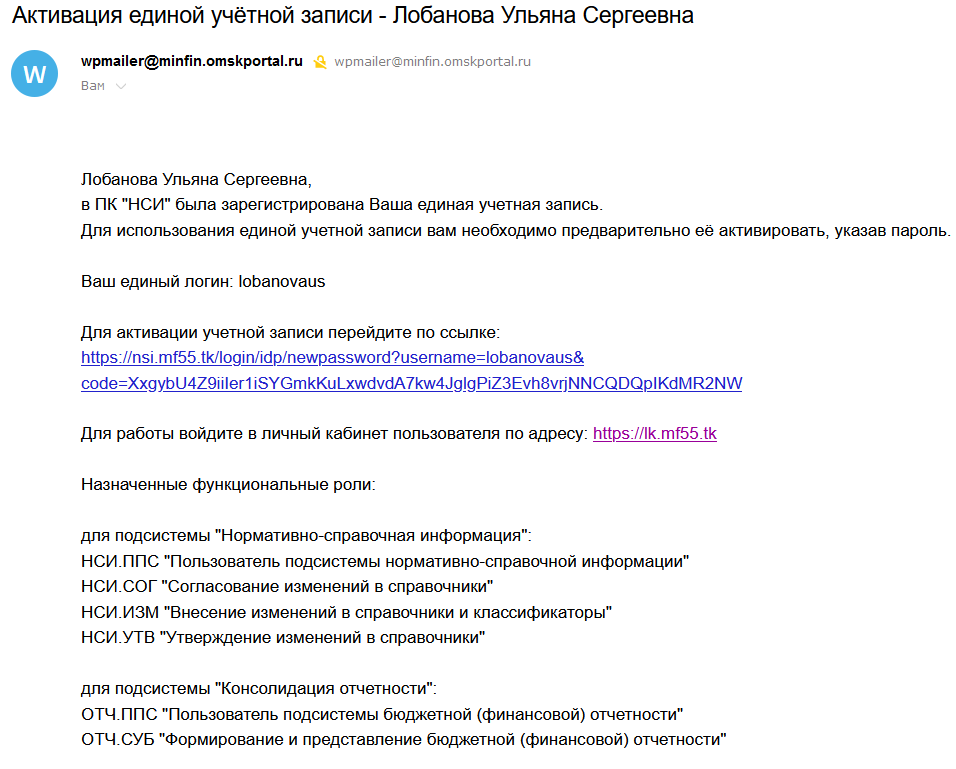 Активация единой учётной записи - Лобанова Ульяна Сергеевна
W
wpmailer@minfin.omskportal.ru wpmailer@minfin.omskportal.ru
Вам
Лобанова Ульяна Сергеевна,
в ПК "НСИ" была зарегистрирована Ваша единая учетная запись.
Для использования единой учетной записи вам необходимо предварительно её активировать, указав пароль.
Ваш единый логин: lobanovaus
Для активации учетной записи перейдите по ссылке:
https://nsi.mf55.tk/login/idp/newpassword?username=lobanovaus&
code=XxgybU4Z9iiler1iSYGmkKuLxwdvdA7kw4JglgPiZ3Evh8vrjNNCQDQpIKdMR2NW
Для работы войдите в личный кабинет пользователя по адресу: https://lk.mf55.tk
Назначенные функциональные роли:
для подсистемы "Нормативно-справочная информация":
НСИ.ППС "Пользователь подсистемы нормативно-справочной информации"
НСИ.СОГ "Согласование изменений в справочники"
НСИ.ИЗМ "Внесение изменений в справочники и классификаторы"
НСИ.УТВ "Утверждение изменений в справочники"
для подсистемы "Консолидация отчетности":
ОТЧ.ППС "Пользователь подсистемы бюджетной (финансовой) отчетности"
ОТЧ.СУБ "Формирование и представление бюджетной (финансовой) отчетности"